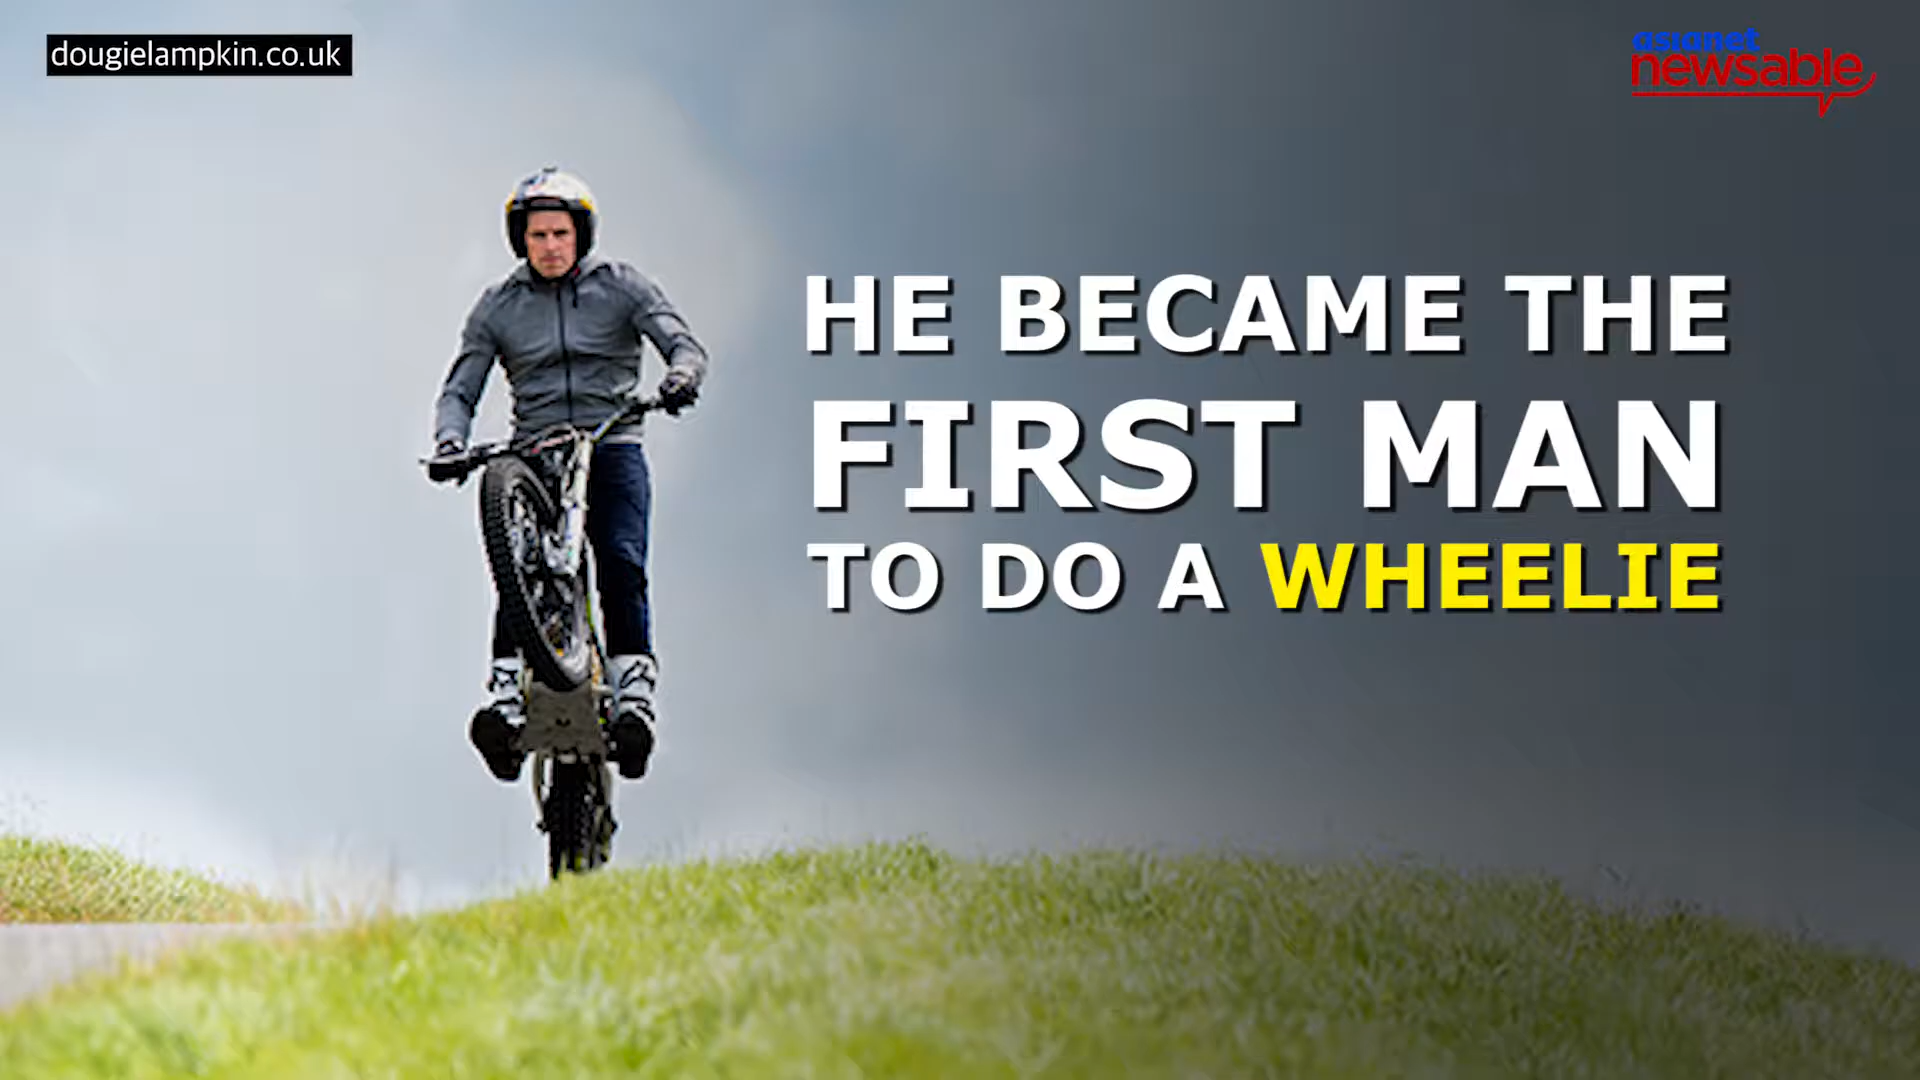 dougielampkin.co.uk
asianet
newsable
HE BECAME THE
FIRST MAN
TO DO A WHEELIE